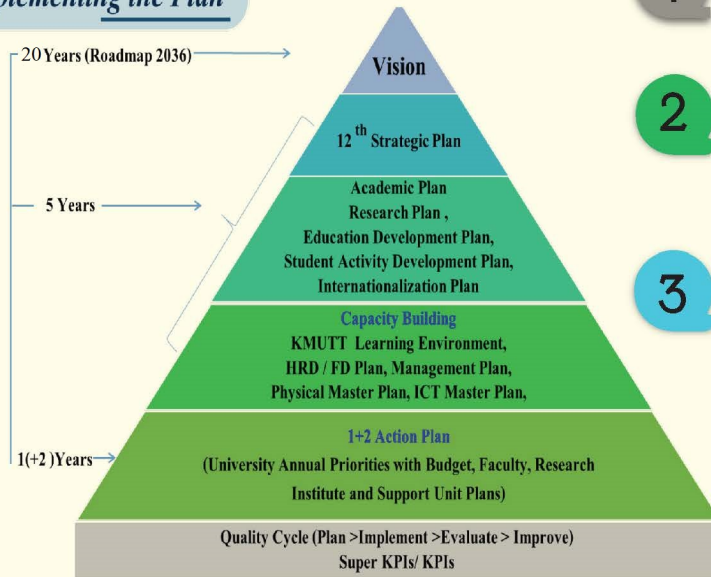 the Plan
20 Years (Roadmap 2036)
Vision
2
12th Strategic Plan
Academic Plan
Research Plan ,
5 Years
Education Development Plan,
Student Activity Development Plan,
Internationalization Plan
3
Capacity Building
KMUTT Learning Environment,
HRD / FD Plan, Management Plan,
Physical Master Plan, ICT Master Plan,
1+2 Action Plan
1(+2 )Years
(University Annual Priorities with Budget, Faculty, Research
Institute and Support Unit Plans)
Quality Cycle (Plan >Implement >Evaluate > Improve)
Super KPIs/ KPIs